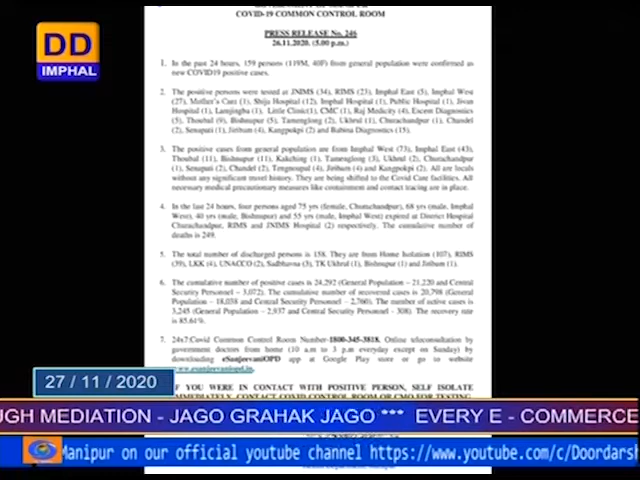 DD
IMPHAL
COVID-19 COMMON CONTROL ROOM
PRESS RELEASE No. 246
26.11.2020. (5.00 p.m.)
1. In the past 24 hours, 159 persons (119M, 40F) from general population were confirmed as
new COVID19 positive cases.
2. The positive persons were tested at JNIMS (34), RIMS (23), Imphal East (5), Imphal West
(27), Mother's Care (1), Shija Hospital (12), Imphal Hospital (1), Public Hospital (1), Jivan
Hospital (1), Lamjingba (1), Little Clinic(1), CMC (1), Raj Medicity (4), Excem Diagnostics
(5), Thoubal (9), Bishnupur (5), Tamenglong (2), Ukhrul (1), Churachandpur (1), Chandel
(2), Senapati (1), Jiribam (4), Kangpokpi (2) and Babina Diagnostics (15).
3. The positive cases from general population are from Imphal West (73), Imphal East (43),
Thoubal (11), Bishnupur (11), Kakching (1), Tamenglong (3), Ukhrul (2), Churachandpur
(1), Senapati (2), Chandel (2), Tengnoupal (4), Jiribam (4) and Kangpokpi (2). All are locals
without any significant travel history. They are being shifted to the Covid Care facilities. All
necessary medical precautionary measures like containment and contact tracing are in place.
4. In the last 24 hours, four persons aged 75 yrs (female, Churachandpur), 68 yrs (male, Imphal
West), 40 yrs (male, Bishnupur) and 55 yrs (male, Imphal West) expired at District Hospital
Churachandpur, RIMS and JNIMS Hospital (2) respectively. The cumulative number of
deaths is 249.
5. The total number of discharged persons is 158. They are from Home Isolation (107), RIMS
(39), LKK (4), UNACCO (2), Sadbhavna (3), TK Ukhrul (1), Bishnupur (1) and Jiribam (1).
6. The cumulative number of positive cases is 24,292 (General Population – 21,220 and Central
Security Personnel – 3,072). The cumulative number of recovered cases is 20,798 (General
Population – 18,038 and Central Security Personnel – 2,760). The number of active cases is
3,245 (General Population – 2,937 and Central Security Personnel - 308). The recovery rate
is 85.61%
7. 24x7:Covid Common Control Room Number-1800-345-3818. Online teleconsultation by
government doctors from home (10 a.m to 3 p.m everyday except on Sunday) by
downloading eSanjeevaniOPD app at Google Play store or go to website
www.esanjeevaniopd.in.
IF YOU WERE IN CONTACT WITH POSITIVE PERSON, SELF ISOLATE
IMMEDIATELY, CONTACT COVID CONTROL ROOM OR CMO FOR TESTING
27 / 11 / 2020
UGH MEDIATION - JAGO GRAHAK JAGO *** EVERY E - COMMERCE
Manipur on our official youtube channel https://www.youtube.com/c/Doordarsh